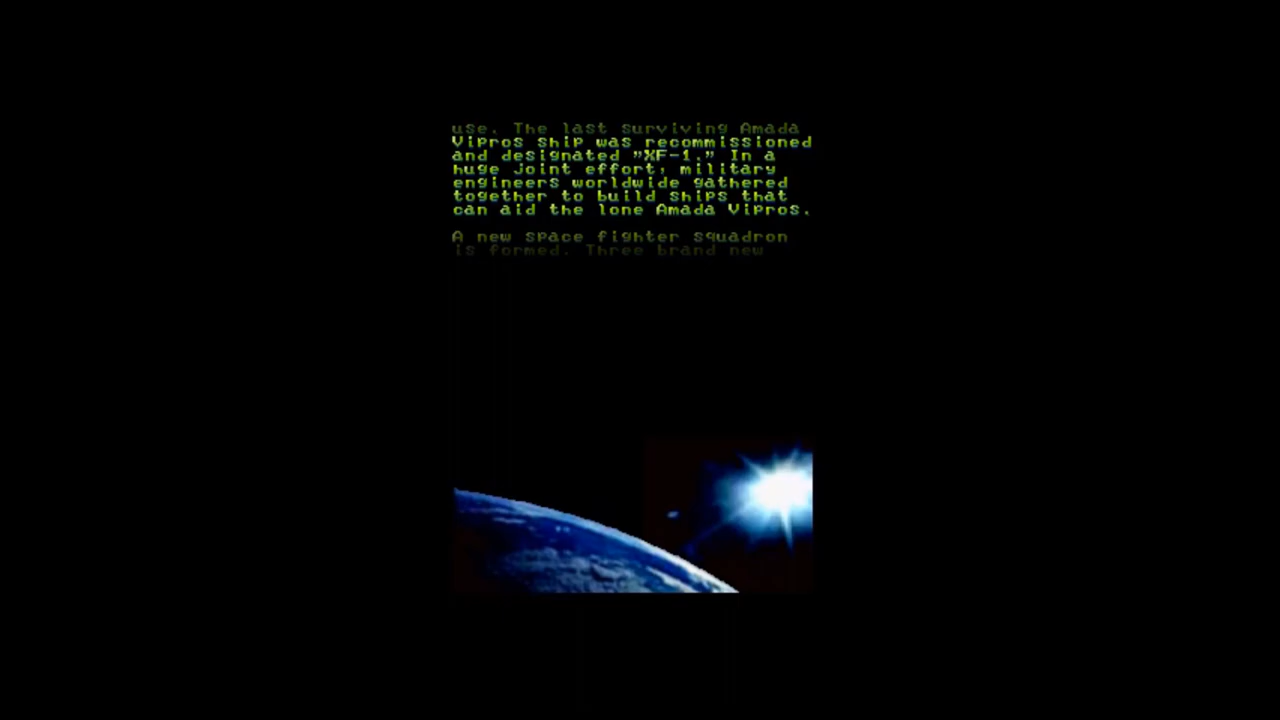 use. The last surviving Amada
Vipros ship was recommissioned
and designated "XF-1." In a
huge joint effort, military
engineers worldwide gathered
together to build ships that
can aid the lone Amada Vipros.
A new space fighter squadron
is formed. Three brand new